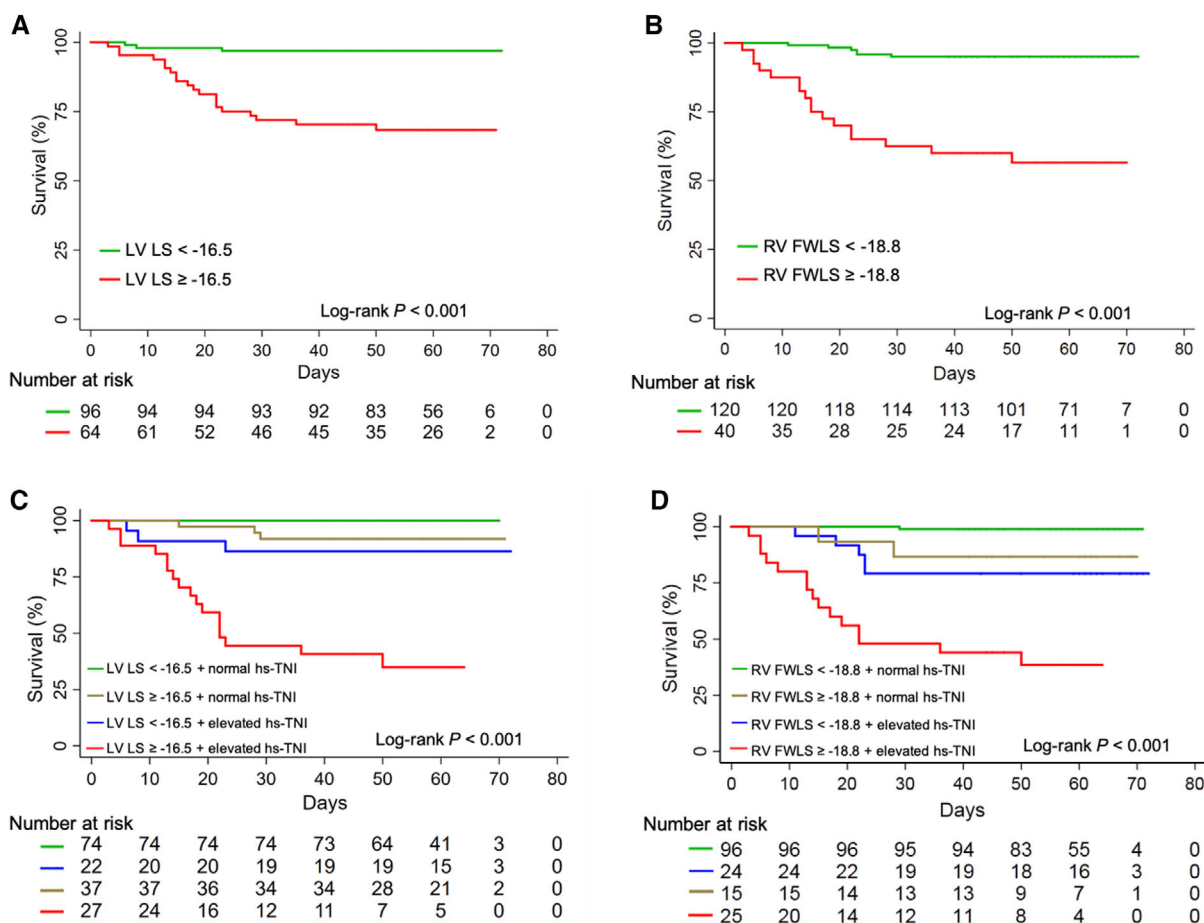 A
Survival (%)
100
75
50
25
0
LV LS < -16.5
LV LS ≥ -16.5
Log-rank P < 0.001
0 10 20 30 40 50 60 70 80
Days
Number at risk
96 94 94 93 92 83 56 6 0
64 61 52 46 45 35 26 2 0
B
Survival (%)
100
75
50
25
0
RV FWLS < -18.8
RV FWLS ≥ -18.8
Log-rank P < 0.001
0 10 20 30 40 50 60 70 80
Days
Number at risk
120 120 118 114 113 101 71 7 0
40 35 28 25 24 17 11 1 0
C
Survival (%)
100
75
50
25
0
LV LS < -16.5 + normal hs-TNI
LV LS ≥ -16.5 + normal hs-TNI
LV LS < -16.5 + elevated hs-TNI
LV LS ≥ -16.5 + elevated hs-TNI
Log-rank P < 0.001
0 10 20 30 40 50 60 70 80
Days
Number at risk
74 74 74 74 73 64 41 3 0
22 20 20 19 19 19 15 3 0
37 37 36 34 34 28 21 2 0
27 24 16 12 11 7 5 0 0
D
Survival (%)
100
75
50
25
0
RV FWLS < -18.8 + normal hs-TNI
RV FWLS ≥ -18.8 + normal hs-TNI
RV FWLS < -18.8 + elevated hs-TNI
RV FWLS ≥ -18.8 + elevated hs-TNI
Log-rank P < 0.001
0 10 20 30 40 50 60 70 80
Days
Number at risk
96 96 96 95 94 83 55 4 0
24 24 22 19 19 18 16 3 0
15 15 14 13 13 9 7 1 0
25 20 14 12 11 8 4 0 0